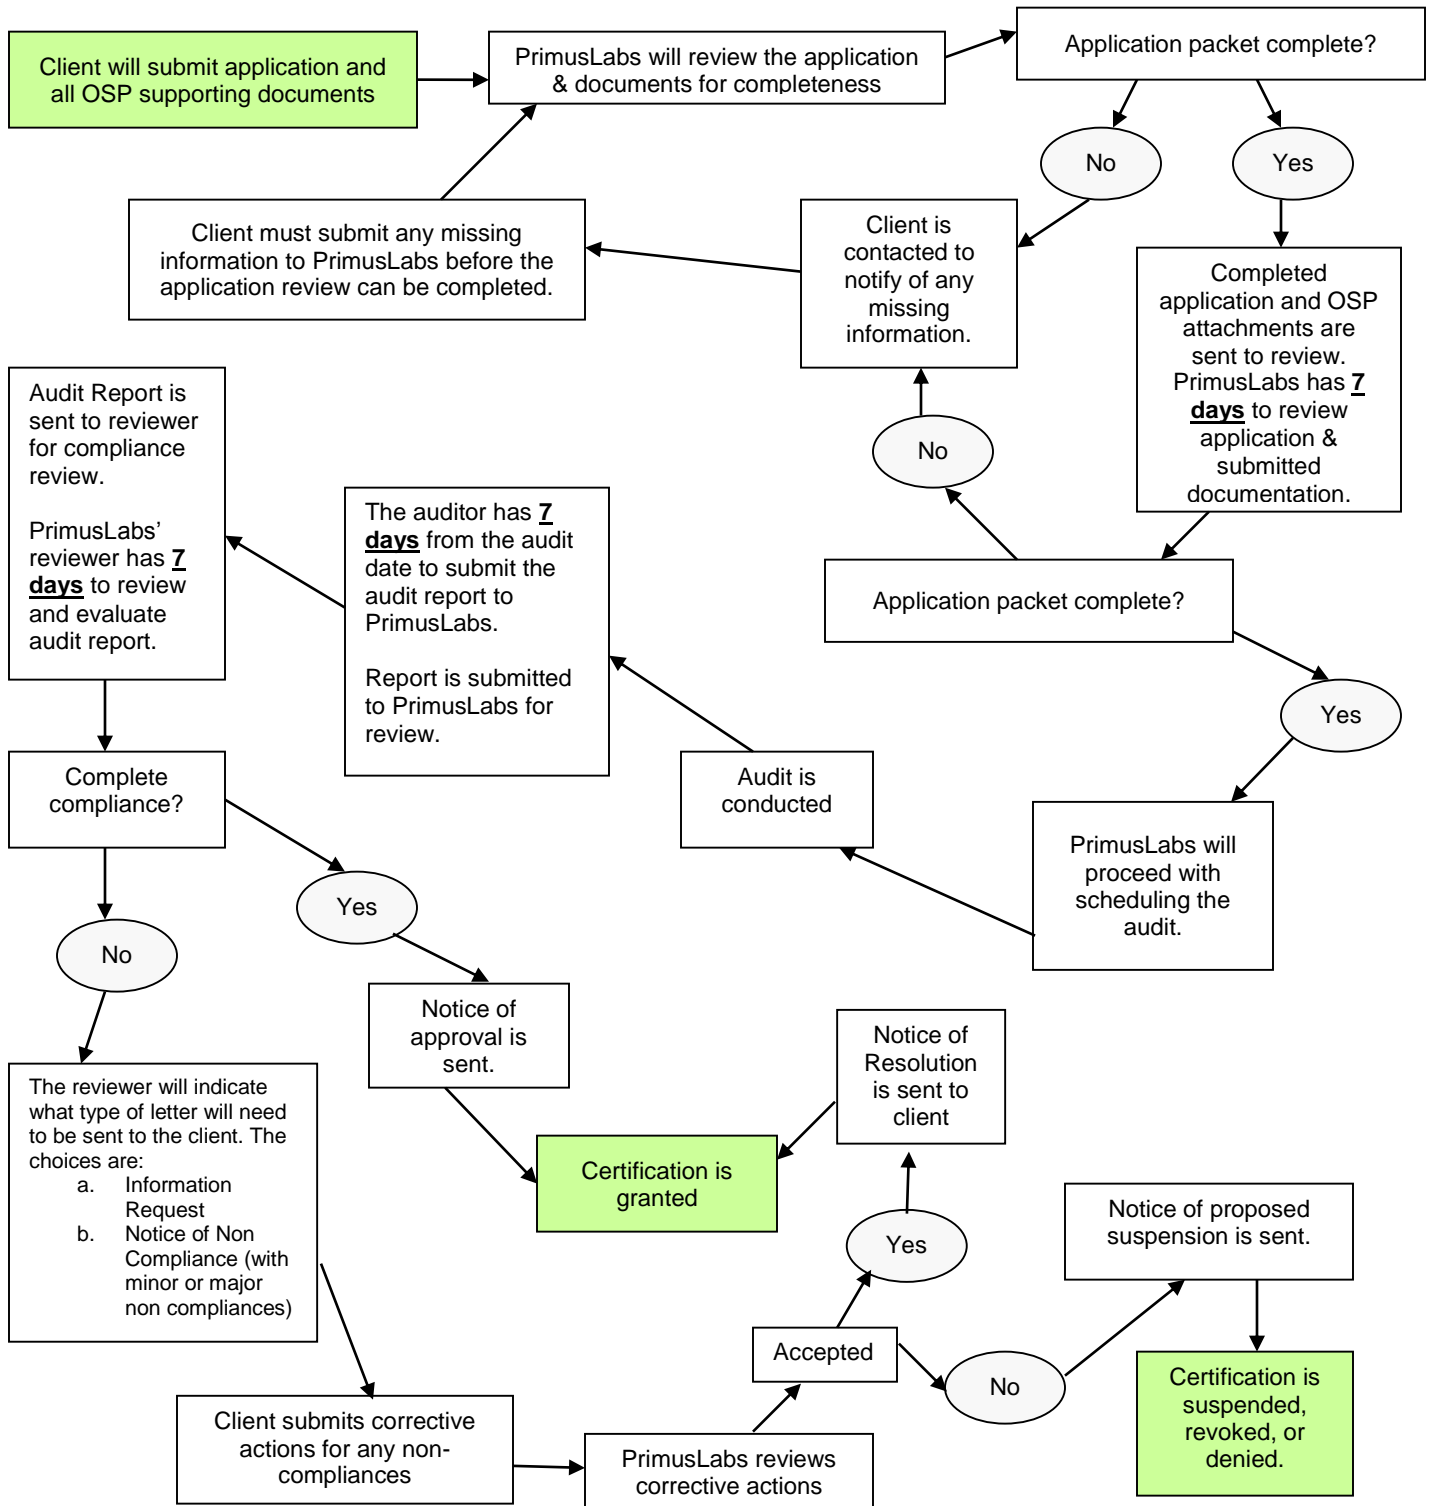 Client will submit application and
all OSP supporting documents
PrimusLabs will review the application
& documents for completeness
Application packet complete?
No
Yes
Client must submit any missing
information to PrimusLabs before the
application review can be completed.
Client is
contacted to
notify of any
missing
information.
Completed
application and OSP
attachments are
sent to review.
PrimusLabs has 7
days to review
application &
submitted
documentation.
No
Application packet complete?
Yes
PrimusLabs will
proceed with
scheduling the
audit.
Audit is
conducted
The auditor has 7
days from the audit
date to submit the
audit report to
PrimusLabs.
Report is submitted
to PrimusLabs for
review.
Audit Report is
sent to reviewer
for compliance
review.
PrimusLabs’
reviewer has 7
days to review
and evaluate
audit report.
Complete
compliance?
Yes
No
Notice of
approval is
sent.
The reviewer will indicate
what type of letter will need
to be sent to the client. The
choices are:
a. Information
Request
b. Notice of Non
Compliance (with
minor or major
non compliances)
Client submits corrective
actions for any non-
compliances
PrimusLabs reviews
corrective actions
Accepted
Yes
No
Notice of
Resolution
is sent to
client
Certification is
granted
Notice of proposed
suspension is sent.
Certification is
suspended,
revoked, or
denied.